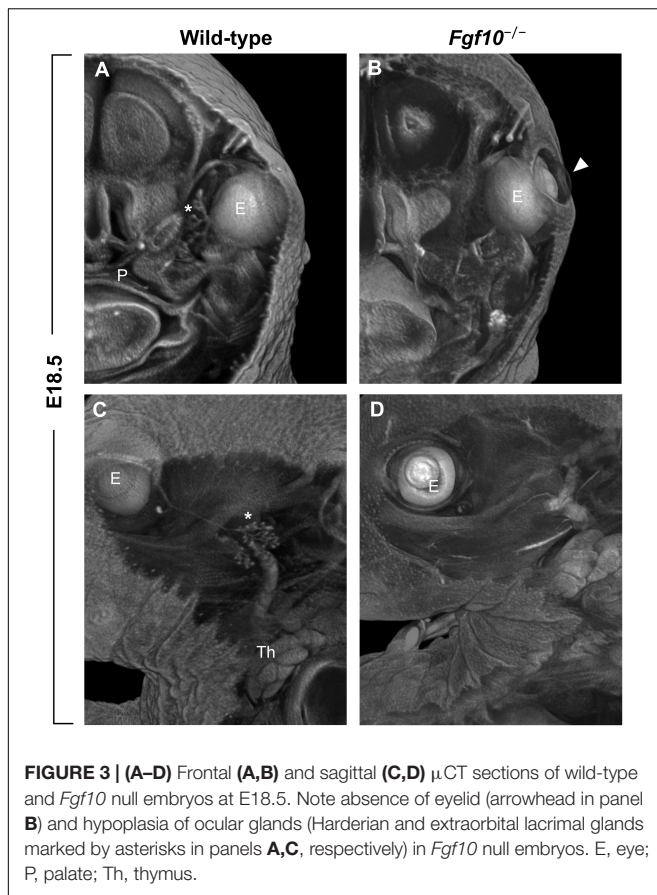 Wild-type
Fgf10−/−
A
B
*
E
E
P
E18.5
C
D
E
*
E
Th
FIGURE 3 | (A–D) Frontal (A,B) and sagittal (C,D) μCT sections of wild-type
and Fgf10 null embryos at E18.5. Note absence of eyelid (arrowhead in panel
B) and hypoplasia of ocular glands (Harderian and extraorbital lacrimal glands
marked by asterisks in panels A,C, respectively) in Fgf10 null embryos. E, eye;
P, palate; Th, thymus.